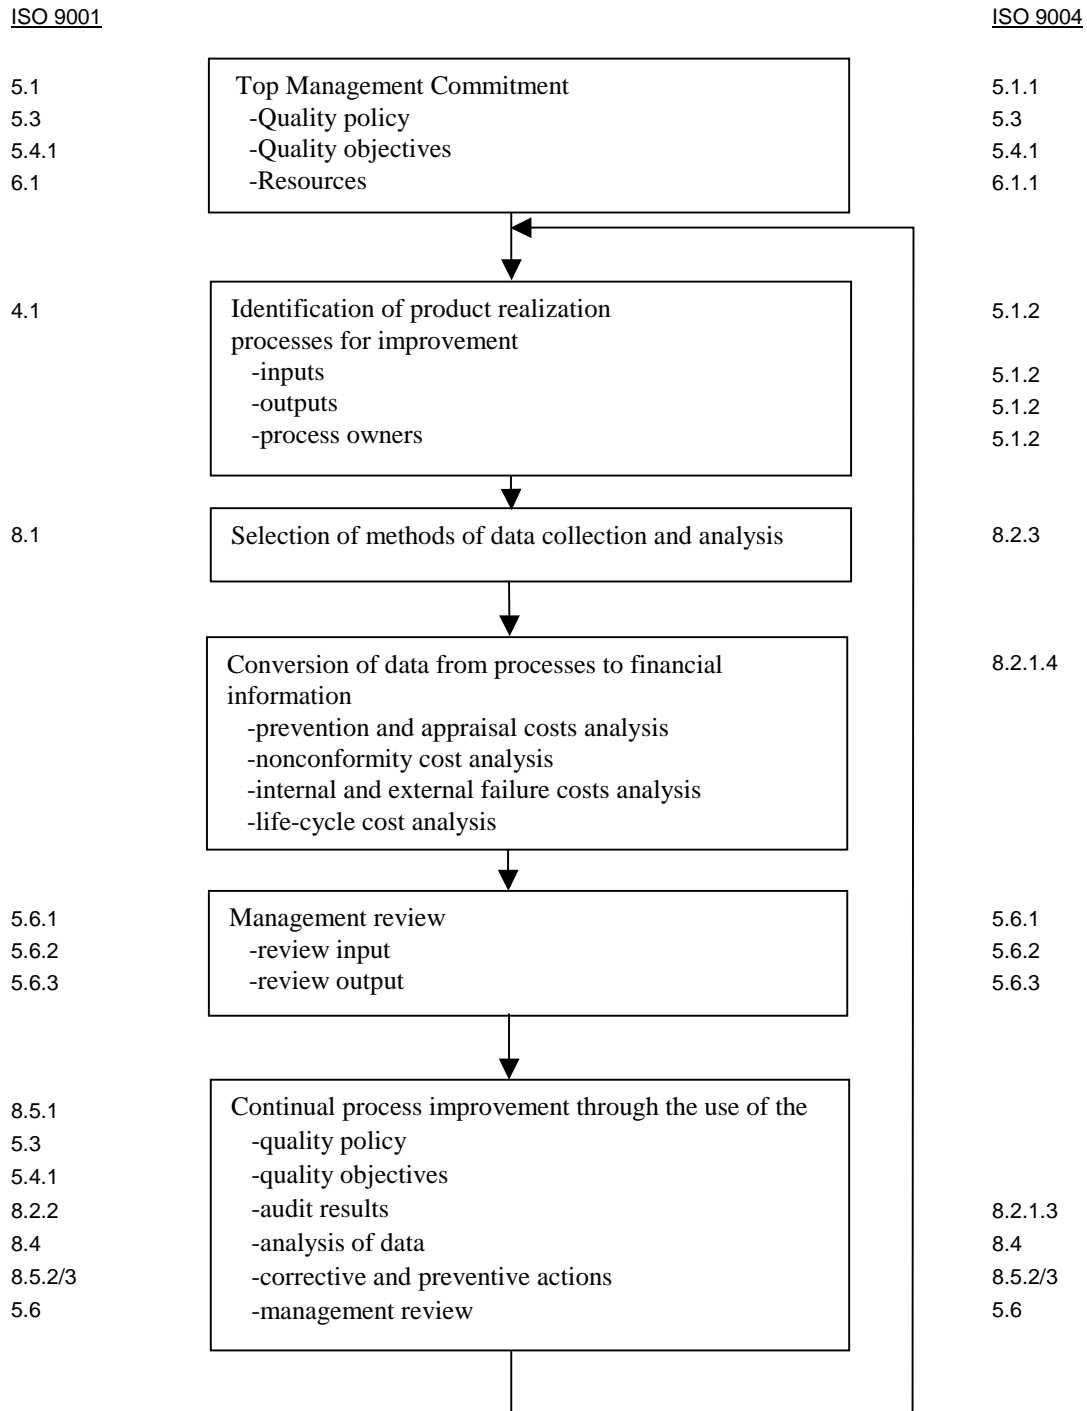 ISO 9001 ISO 9004
5.1 Top Management Commitment 5.1.1
5.3 -Quality policy 5.3
5.4.1 -Quality objectives 5.4.1
6.1 -Resources 6.1.1
4.1 Identification of product realization 5.1.2
processes for improvement
-inputs 5.1.2
-outputs 5.1.2
-process owners 5.1.2
8.1 Selection of methods of data collection and analysis 8.2.3
Conversion of data from processes to financial 8.2.1.4
information
-prevention and appraisal costs analysis
-nonconformity cost analysis
-internal and external failure costs analysis
-life-cycle cost analysis
5.6.1 Management review 5.6.1
5.6.2 -review input 5.6.2
5.6.3 -review output 5.6.3
8.5.1 Continual process improvement through the use of the
5.3 -quality policy
5.4.1 -quality objectives
8.2.2 -audit results 8.2.1.3
8.4 -analysis of data 8.4
8.5.2/3 -corrective and preventive actions 8.5.2/3
5.6 -management review 5.6